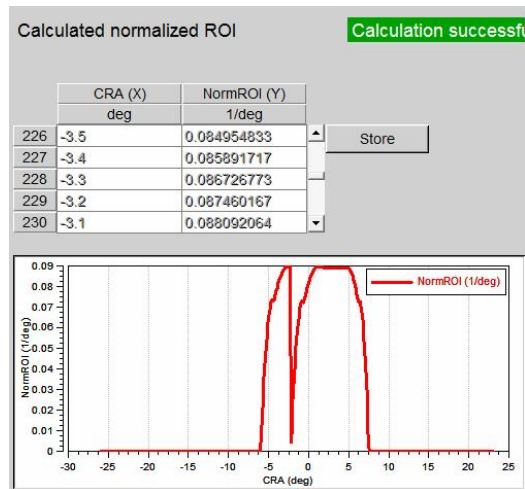 Calculated normalized ROI
Calculation successfu
CRA (X) NormROI (Y)
deg 1/deg
226 -3.5 0.084954833
Store
227 -3.4 0.085891717
228 -3.3 0.086726773
229 -3.2 0.087460167
230 -3.1 0.088092064
NormROI (1/deg)
NormROI (1/deg)
0.09
0.08
0.07
0.06
0.05
0.04
0.03
0.02
0.01
0
-30 -25 -20 -15 -10 -5 0 5 10 15 20 25
CRA (deg)